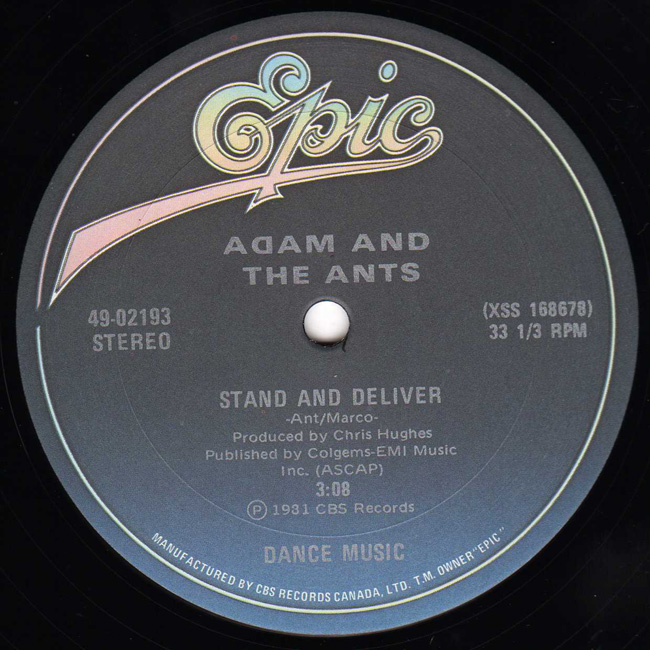 Epic
ADAM AND
THE ANTS
49-02193
STEREO
(XSS 168678)
33 1/3 RPM
STAND AND DELIVER
-Ant/Marco-
Produced by Chris Hughes
Published by Colgems-EMI Music
Inc. (ASCAP)
3:08
Ⓟ 1981 CBS Records
DANCE MUSIC
MANUFACTURED BY CBS RECORDS CANADA, LTD. T.M. OWNER "EPIC"